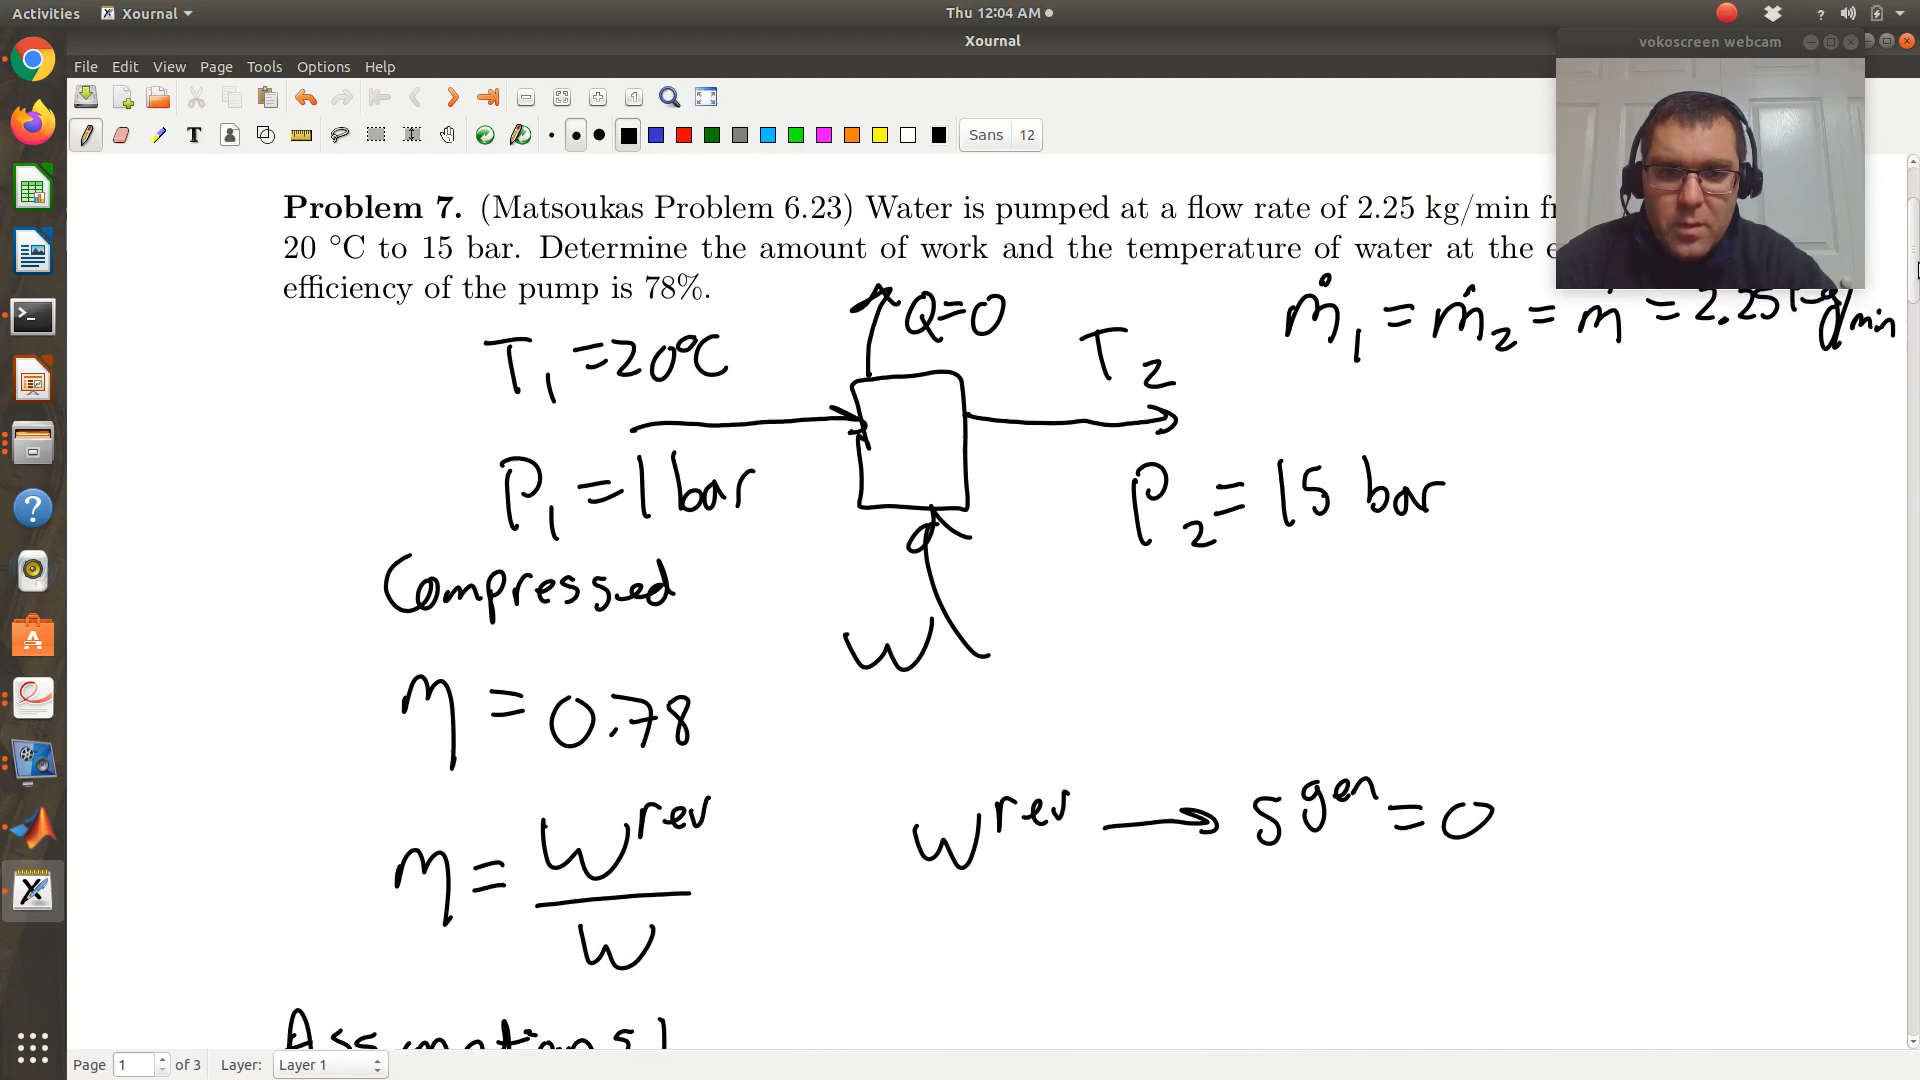 Activities Xournal Thu 12:04 AM ?
Xournal
vokoscreen webcam
File Edit View Page Tools Options Help
T Sans 12
Problem 7. (Matsoukas Problem 6.23) Water is pumped at a flow rate of 2.25 kg/min
20 °C to 15 bar. Determine the amount of work and the temperature of water at the
efficiency of the pump is 78%.
ṁ₁ = ṁ₂ = ṁ = 2.25 kg/min
Q=0
T₁ =20°C
T₂
P₁ =1 bar
P₂ = 15 bar
Compressed
W
η = 0.78
η = W^rev / W
W^rev → S^gen = 0
Page 1 of 3 Layer: Layer 1